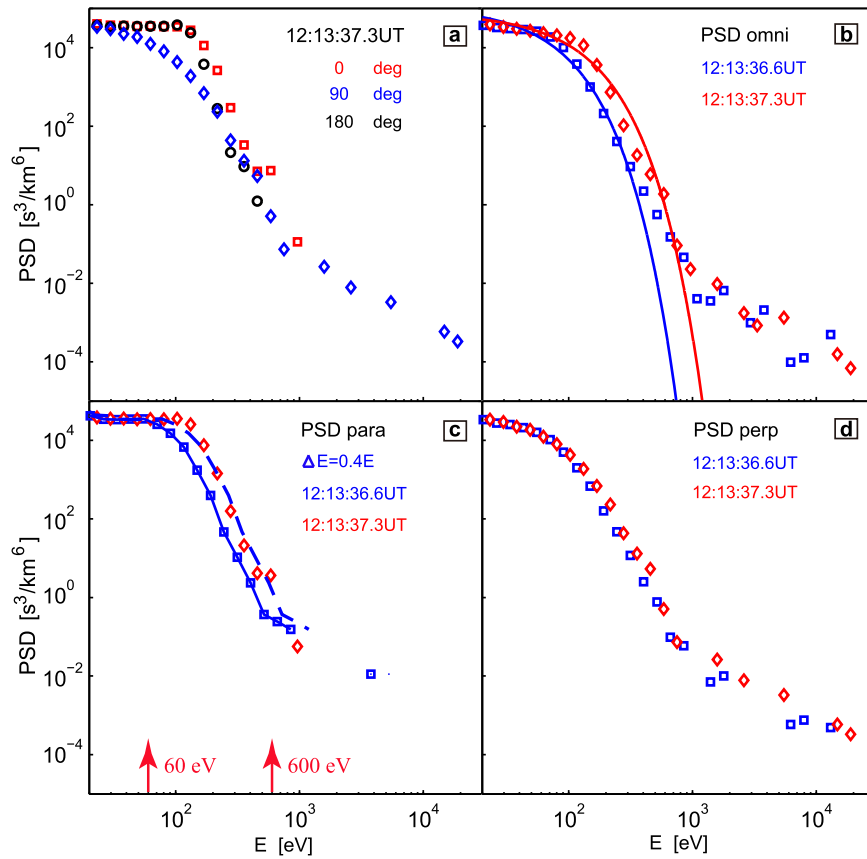 a
12:13:37.3UT
0 deg
90 deg
180 deg
PSD [s³/km⁶]
10⁴
10²
10⁰
10⁻²
10⁻⁴
b
PSD omni
12:13:36.6UT
12:13:37.3UT
c
PSD para
ΔE=0.4E
12:13:36.6UT
12:13:37.3UT
60 eV
600 eV
PSD [s³/km⁶]
10⁴
10²
10⁰
10⁻²
10⁻⁴
10² 10³ 10⁴
E [eV]
d
PSD perp
12:13:36.6UT
12:13:37.3UT
10² 10³ 10⁴
E [eV]